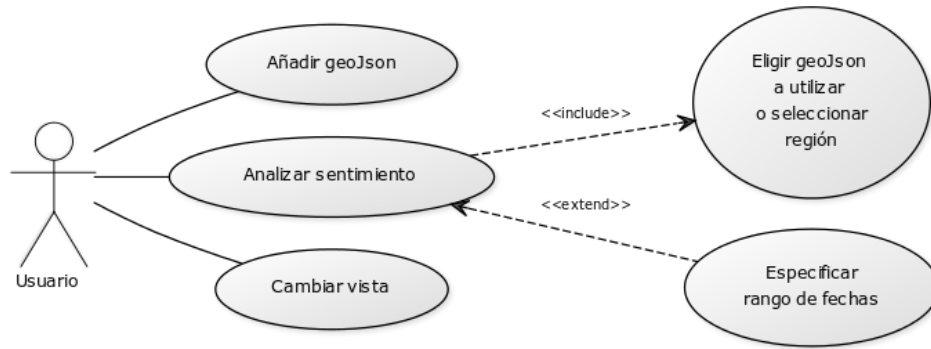 Añadir geoJson
Eligir geoJson
a utilizar
o seleccionar
región
<<include>>
Analizar sentimiento
<<extend>>
Usuario
Cambiar vista
Especificar
rango de fechas